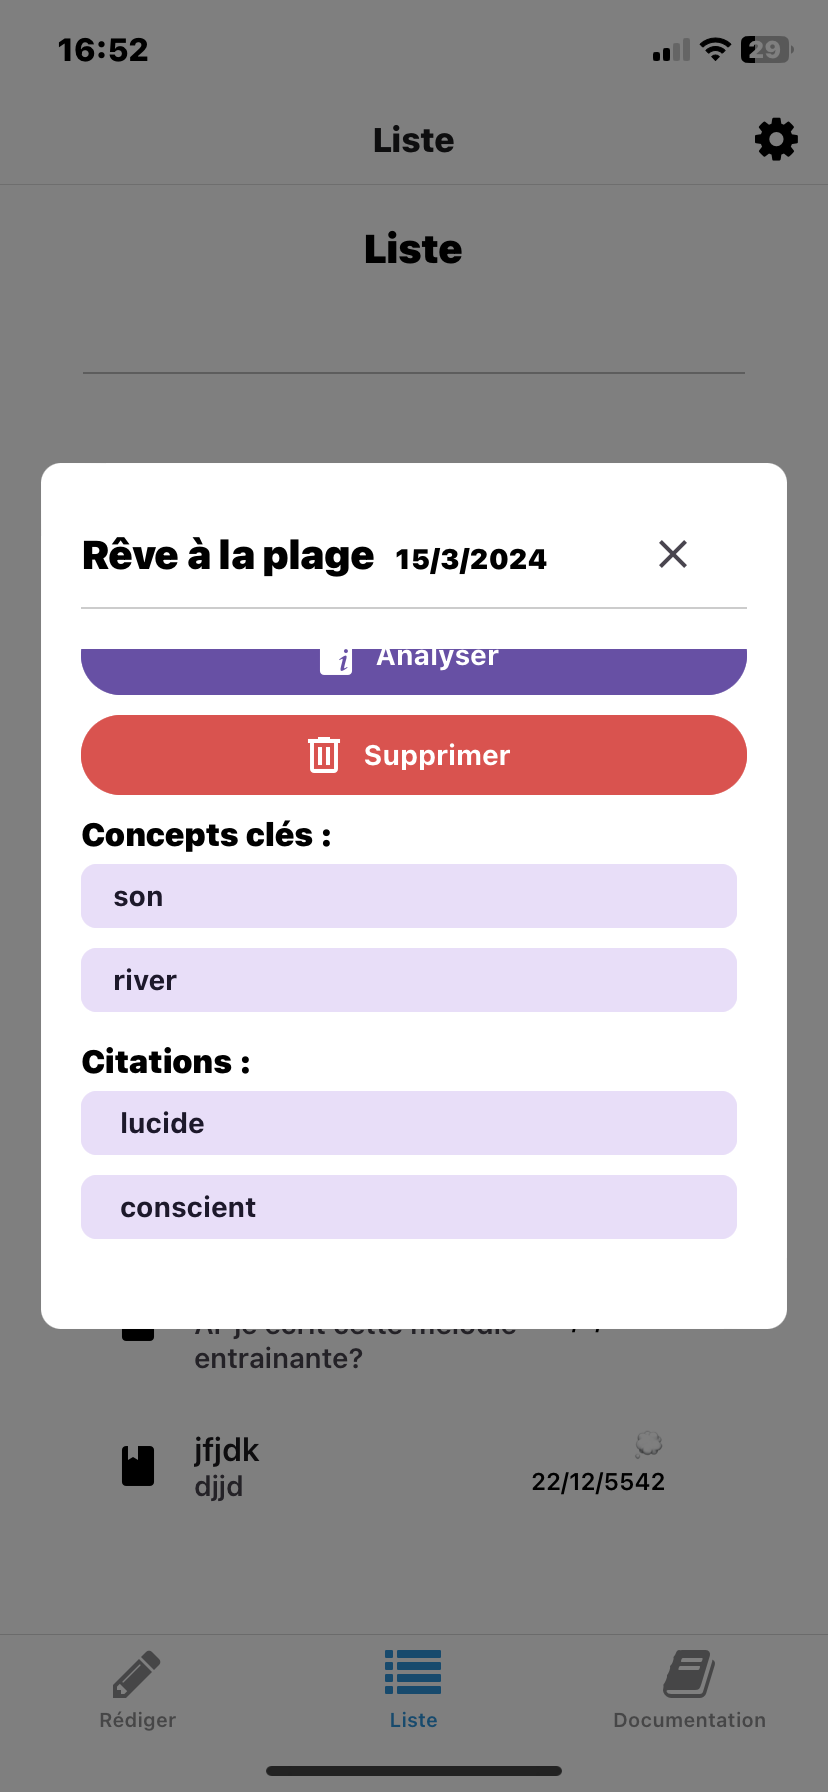 16:52
29
Liste
Liste
Rêve à la plage 15/3/2024
Analyser
Supprimer
Concepts clés :
son
river
Citations :
lucide
conscient
entrainante?
jfjdk
djjd
22/12/5542
Rédiger
Liste
Documentation